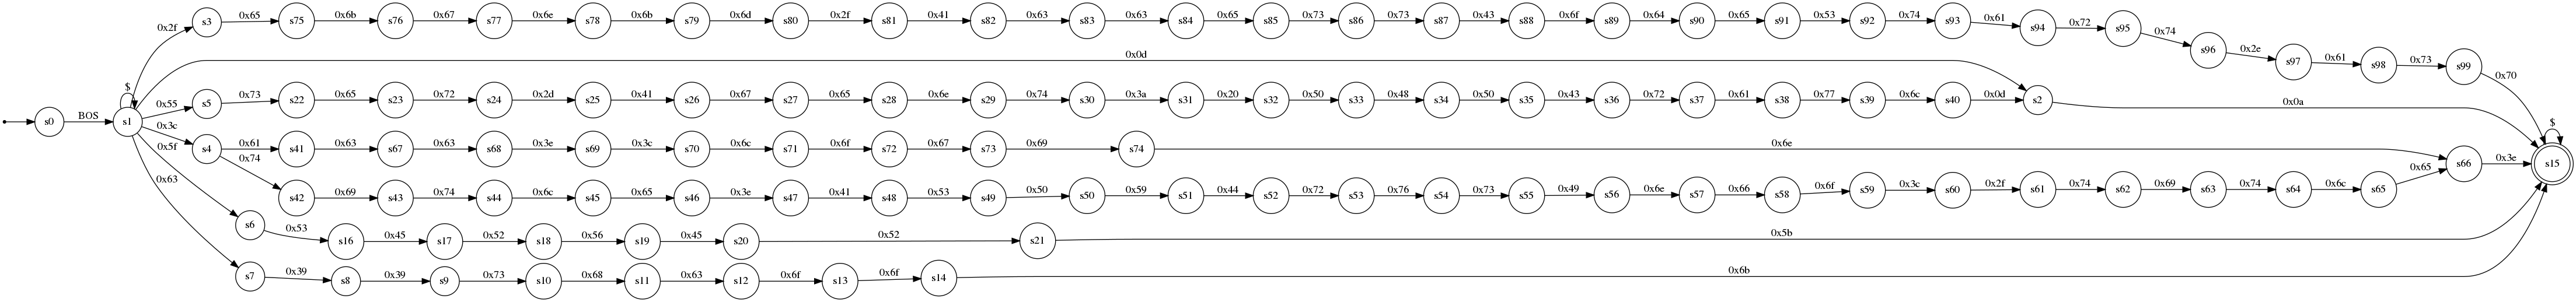 0x2f s3 0x65 s75 0x6b s76 0x67 s77 0x6e s78 0x6b s79 0x6d s80 0x2f s81 0x41 s82 0x63 s83 0x63 s84 0x65 s85 0x73 s86 0x73 s87 0x43 s88 0x6f s89 0x64 s90 0x65 s91 0x53 s92 0x74 s93 0x61 s94 0x72 s95 0x74 s96 0x2e s97 0x61 s98 0x73 s99 0x70
0x0d
s0 BOS s1 $
0x55 s5 0x73 s22 0x65 s23 0x72 s24 0x2d s25 0x41 s26 0x67 s27 0x65 s28 0x6e s29 0x74 s30 0x3a s31 0x20 s32 0x50 s33 0x48 s34 0x50 s35 0x43 s36 0x72 s37 0x61 s38 0x77 s39 0x6c s40 0x0d s2 0x0a
0x3c s4 0x61 s41 0x63 s67 0x63 s68 0x3e s69 0x3c s70 0x6c s71 0x6f s72 0x67 s73 0x69 s74 0x6e s66 0x3e s15 $
0x74 s42 0x69 s43 0x74 s44 0x6c s45 0x65 s46 0x3e s47 0x41 s48 0x53 s49 0x50 s50 0x59 s51 0x44 s52 0x72 s53 0x76 s54 0x73 s55 0x49 s56 0x6e s57 0x66 s58 0x6f s59 0x3c s60 0x2f s61 0x74 s62 0x69 s63 0x74 s64 0x6c s65 0x65
0x5f s6 0x53 s16 0x45 s17 0x52 s18 0x56 s19 0x45 s20 0x52 s21 0x5b
0x63 s7 0x39 s8 0x39 s9 0x73 s10 0x68 s11 0x63 s12 0x6f s13 0x6f s14 0x6b